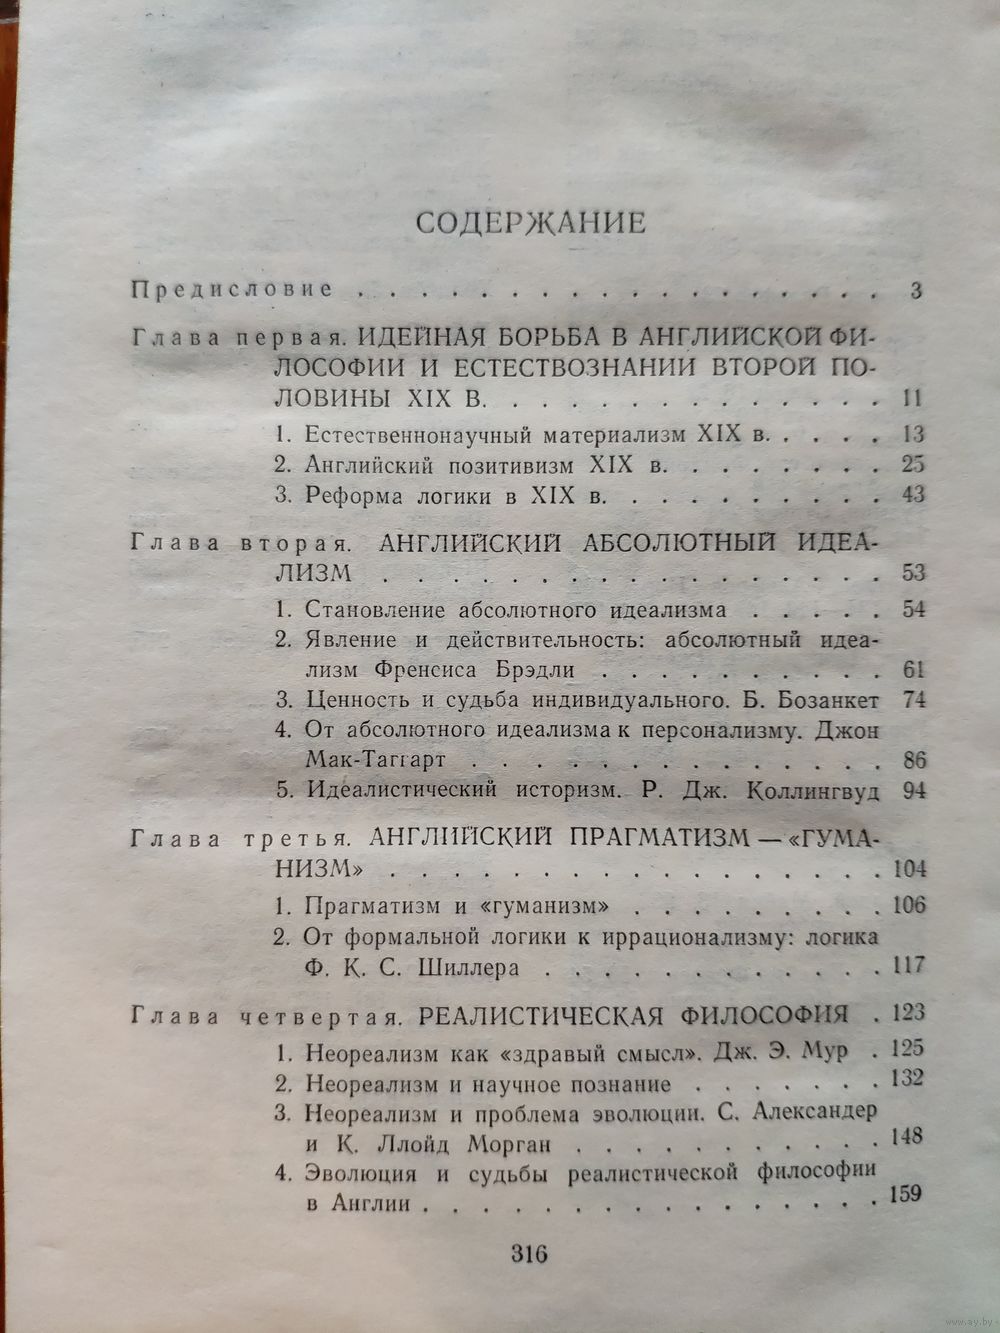 СОДЕРЖАНИЕ
Предисловие . . . . . . . . . . . . . . . . . . 3
Глава первая. ИДЕЙНАЯ БОРЬБА В АНГЛИЙСКОЙ ФИ-
ЛОСОФИИ И ЕСТЕСТВОЗНАНИИ ВТОРОЙ ПО-
ЛОВИНЫ XIX В. . . . . . . . . . . . . . 11
1. Естественнонаучный материализм XIX в. . . . . 13
2. Английский позитивизм XIX в. . . . . . . . 25
3. Реформа логики в XIX в. . . . . . . . . . 43
Глава вторая. АНГЛИЙСКИЙ АБСОЛЮТНЫЙ ИДЕА-
ЛИЗМ . . . . . . . . . . . . . . . . . 53
1. Становление абсолютного идеализма . . . . . 54
2. Явление и действительность: абсолютный идеа-
лизм Френсиса Брэдли . . . . . . . . . . 61
3. Ценность и судьба индивидуального. Б. Бозанкет 74
4. От абсолютного идеализма к персонализму. Джон
Мак-Таггарт . . . . . . . . . . . . . . . 86
5. Идеалистический историзм. Р. Дж. Коллингвуд 94
Глава третья. АНГЛИЙСКИЙ ПРАГМАТИЗМ — «ГУМА-
НИЗМ» . . . . . . . . . . . . . . . . . 104
1. Прагматизм и «гуманизм» . . . . . . . . . 106
2. От формальной логики к иррационализму: логика
Ф. К. С. Шиллера . . . . . . . . . . . . 117
Глава четвертая. РЕАЛИСТИЧЕСКАЯ ФИЛОСОФИЯ . 123
1. Неореализм как «здравый смысл». Дж. Э. Мур . 125
2. Неореализм и научное познание . . . . . . . 132
3. Неореализм и проблема эволюции. С. Александер
и К. Ллойд Морган . . . . . . . . . . . 148
4. Эволюция и судьбы реалистической философии
в Англии . . . . . . . . . . . . . . . . 159
316
www.ay.by